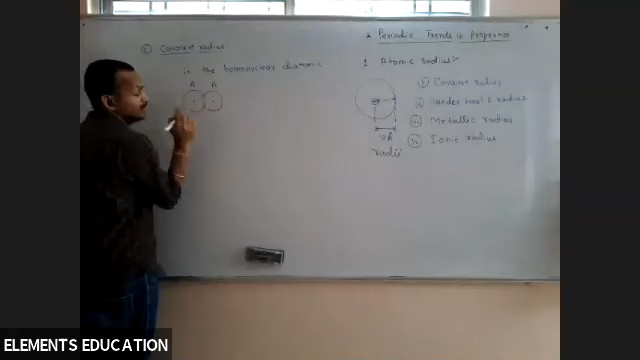 ① Covalent radius
in the homonuclear diatomic
A A
* Periodic Trends in Properties
1. Atomic radius:-
10 Å
radii
ⓘ Covalent radius
ⓘⓘ Vander waal's radius
ⓘⓘⓘ Metallic radius
ⓘⓥ Ionic radius
ELEMENTS EDUCATION